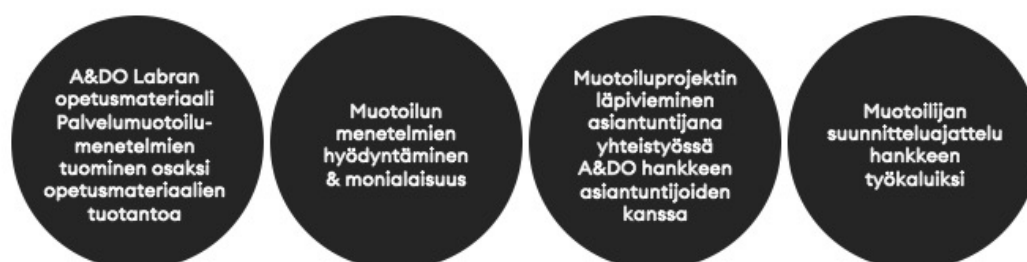 A&DO Labran
opetusmateriaali
Palvelumuotoilu-
menetelmien
tuominen osaksi
opetusmateriaalien
tuotantoa
Muotoilun
menetelmien
hyödyntäminen
& monialaisuus
Muotoiluprojektin
läpivieminen
asiantuntijana
yhteistyössä
A&DO hankkeen
asiantuntijoiden
kanssa
Muotoilijan
suunnitteluajattelu
hankkeen
työkaluiksi